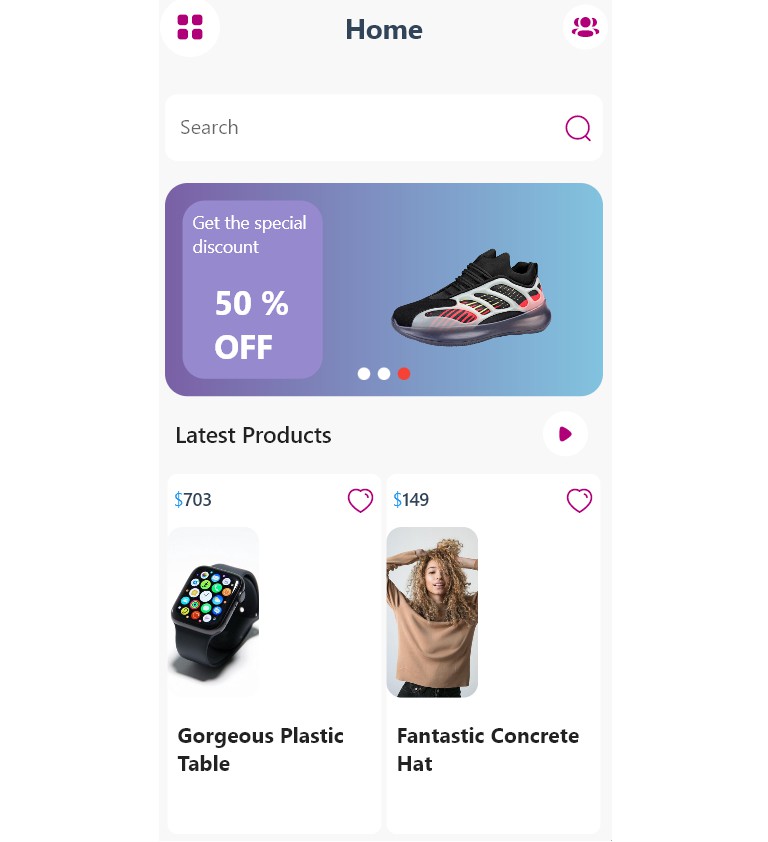 Home
Search
Get the special
discount
50 %
OFF
Latest Products
$703
$149
Gorgeous Plastic
Table
Fantastic Concrete
Hat